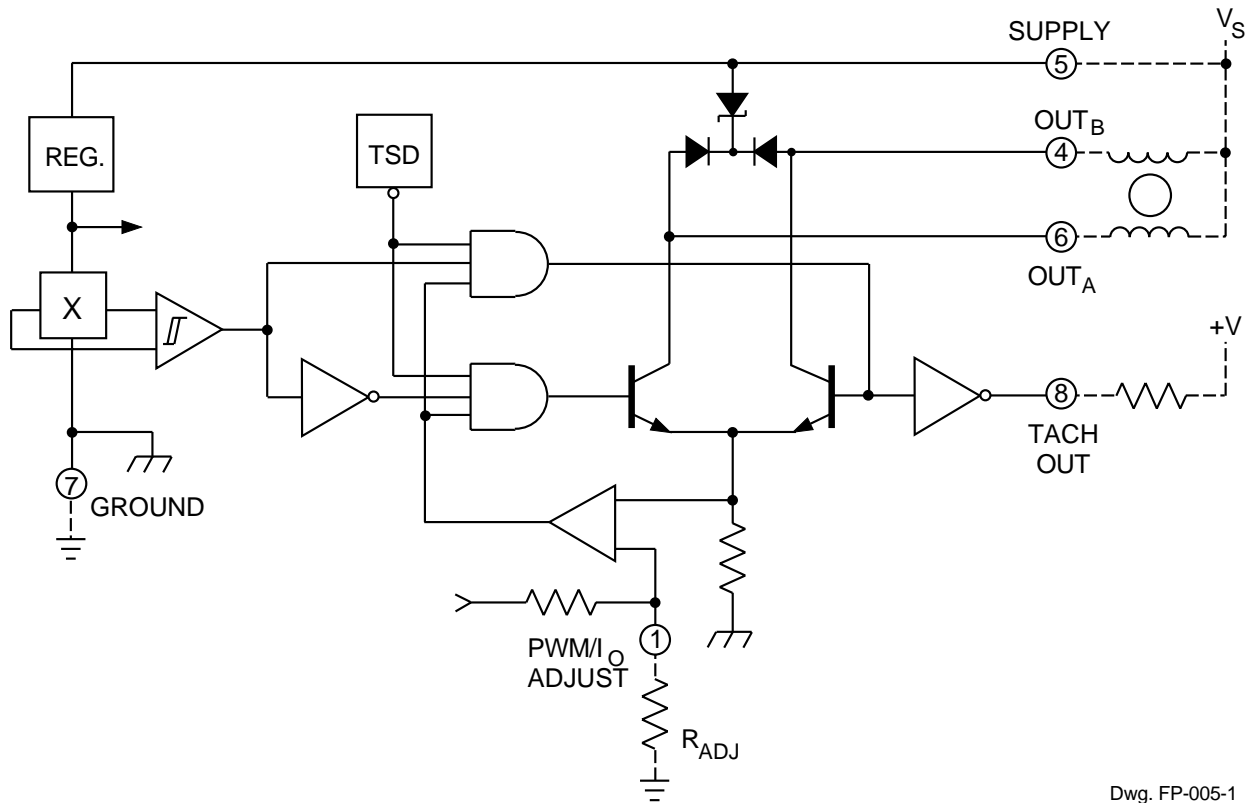 V_S
SUPPLY
5
REG.
TSD
OUT_B
4
6
OUT_A
X
+V
8
TACH
OUT
7
GROUND
PWM/I_O
ADJUST
1
R_ADJ
Dwg. FP-005-1